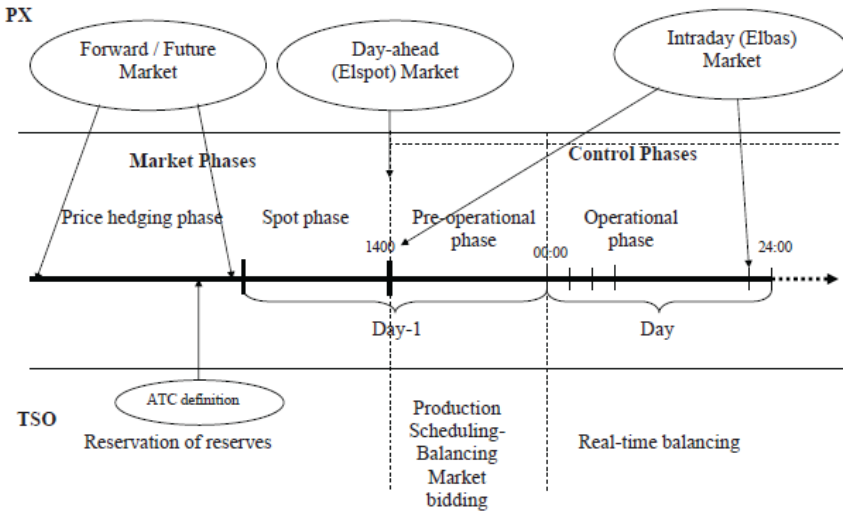 PX
Forward / Future
Market
Day-ahead
(Elspot) Market
Intraday (Elbas)
Market
Market Phases
Control Phases
Price hedging phase
Spot phase
Pre-operational
phase
Operational
phase
1400
00:00
24:00
Day-1
Day
ATC definition
TSO
Reservation of reserves
Production
Scheduling-
Balancing
Market
bidding
Real-time balancing